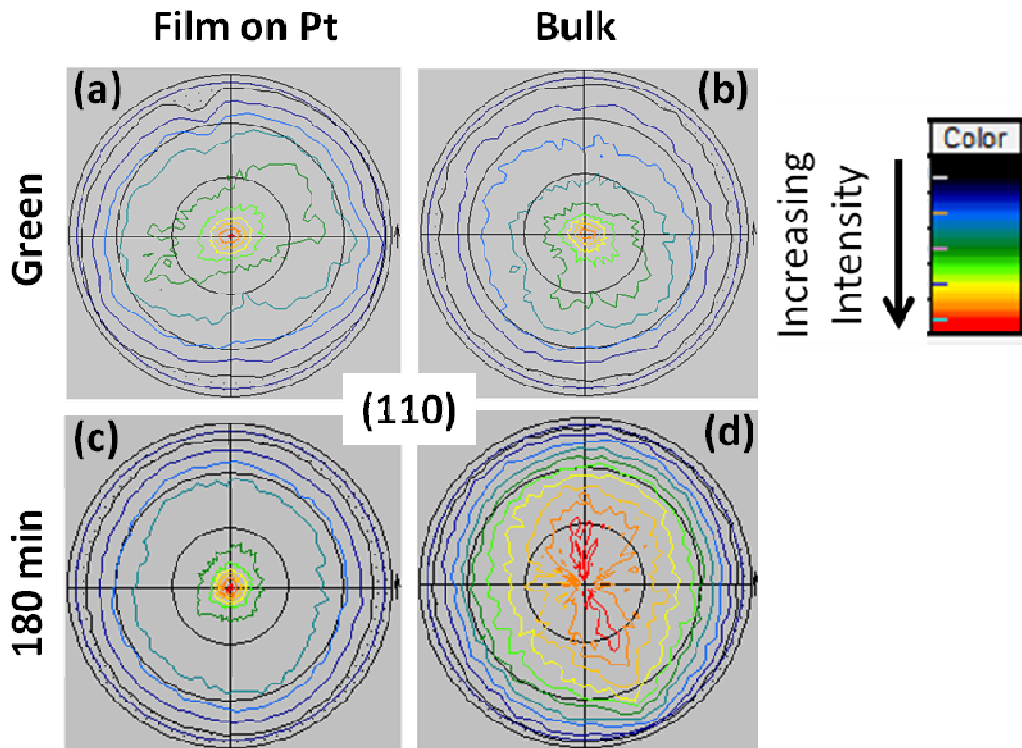 Film on Pt
Bulk
(a)
(b)
Green
Color
Increasing
Intensity
(110)
(c)
(d)
180 min